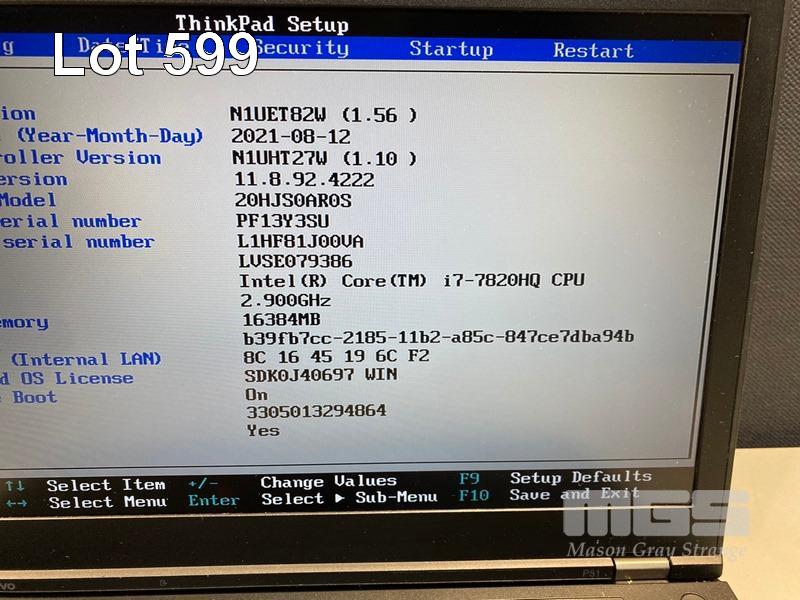 ThinkPad Setup
g Date/Time Security Startup Restart
Lot 599
ion N1UET82W (1.56 )
(Year-Month-Day) 2021-08-12
roller Version N1UHT27W (1.10 )
ersion 11.8.92.4222
Model 20HJS0AR0S
erial number PF13Y3SU
serial number L1HF81J00VA
LVSE079386
Intel(R) Core(TM) i7-7820HQ CPU
2.900GHz
emory 16384MB
b39fb7cc-2185-11b2-a85c-847ce7dba94b
(Internal LAN) 8C 16 45 19 6C F2
d OS License SDK0J40697 WIN
e Boot On
3305013294864
Yes
↑↓ Select Item +/- Change Values F9 Setup Defaults
←→ Select Menu Enter Select ▶ Sub-Menu F10 Save and Exit
MGS
Mason Gray Strange
P51